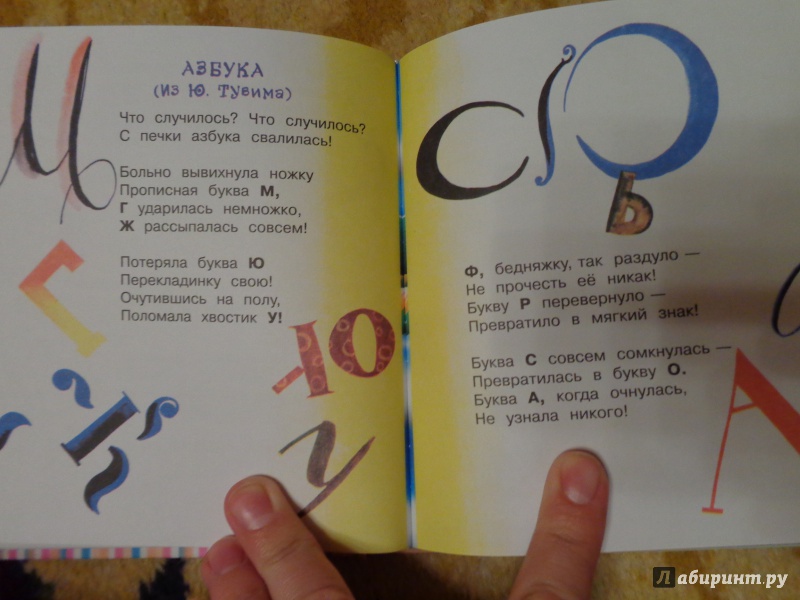 АЗБУКА
(ИЗ Ю. ТУВИМА)
Что случилось? Что случилось?
С печки азбука свалилась!
Больно вывихнула ножку
Прописная буква М,
Г ударилась немножко,
Ж рассыпалась совсем!
Потеряла буква Ю
Перекладинку свою!
Очутившись на полу,
Поломала хвостик У!
Ф, бедняжку, так раздуло —
Не прочесть её никак!
Букву Р перевернуло —
Превратило в мягкий знак!
Буква С совсем сомкнулась —
Превратилась в букву О.
Буква А, когда очнулась,
Не узнала никого!
М
Г
Ж
Ю
У
Ф
Ь
А
Лабиринт.ру